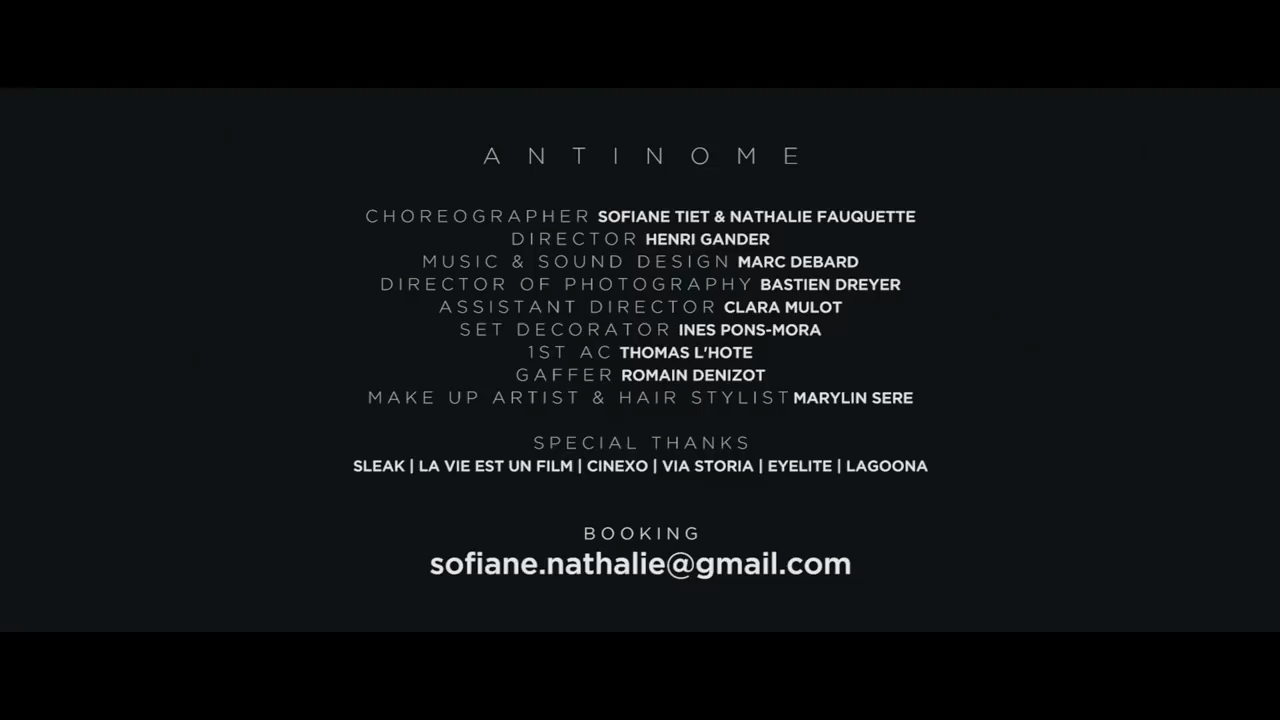 ANTINOME
CHOREOGRAPHER SOFIANE TIET & NATHALIE FAUQUETTE
DIRECTOR HENRI GANDER
MUSIC & SOUND DESIGN MARC DEBARD
DIRECTOR OF PHOTOGRAPHY BASTIEN DREYER
ASSISTANT DIRECTOR CLARA MULOT
SET DECORATOR INES PONS-MORA
1ST AC THOMAS L'HOTE
GAFFER ROMAIN DENIZOT
MAKE UP ARTIST & HAIR STYLIST MARYLIN SERE
SPECIAL THANKS
SLEAK | LA VIE EST UN FILM | CINEXO | VIA STORIA | EYELITE | LAGOONA
BOOKING
sofiane.nathalie@gmail.com